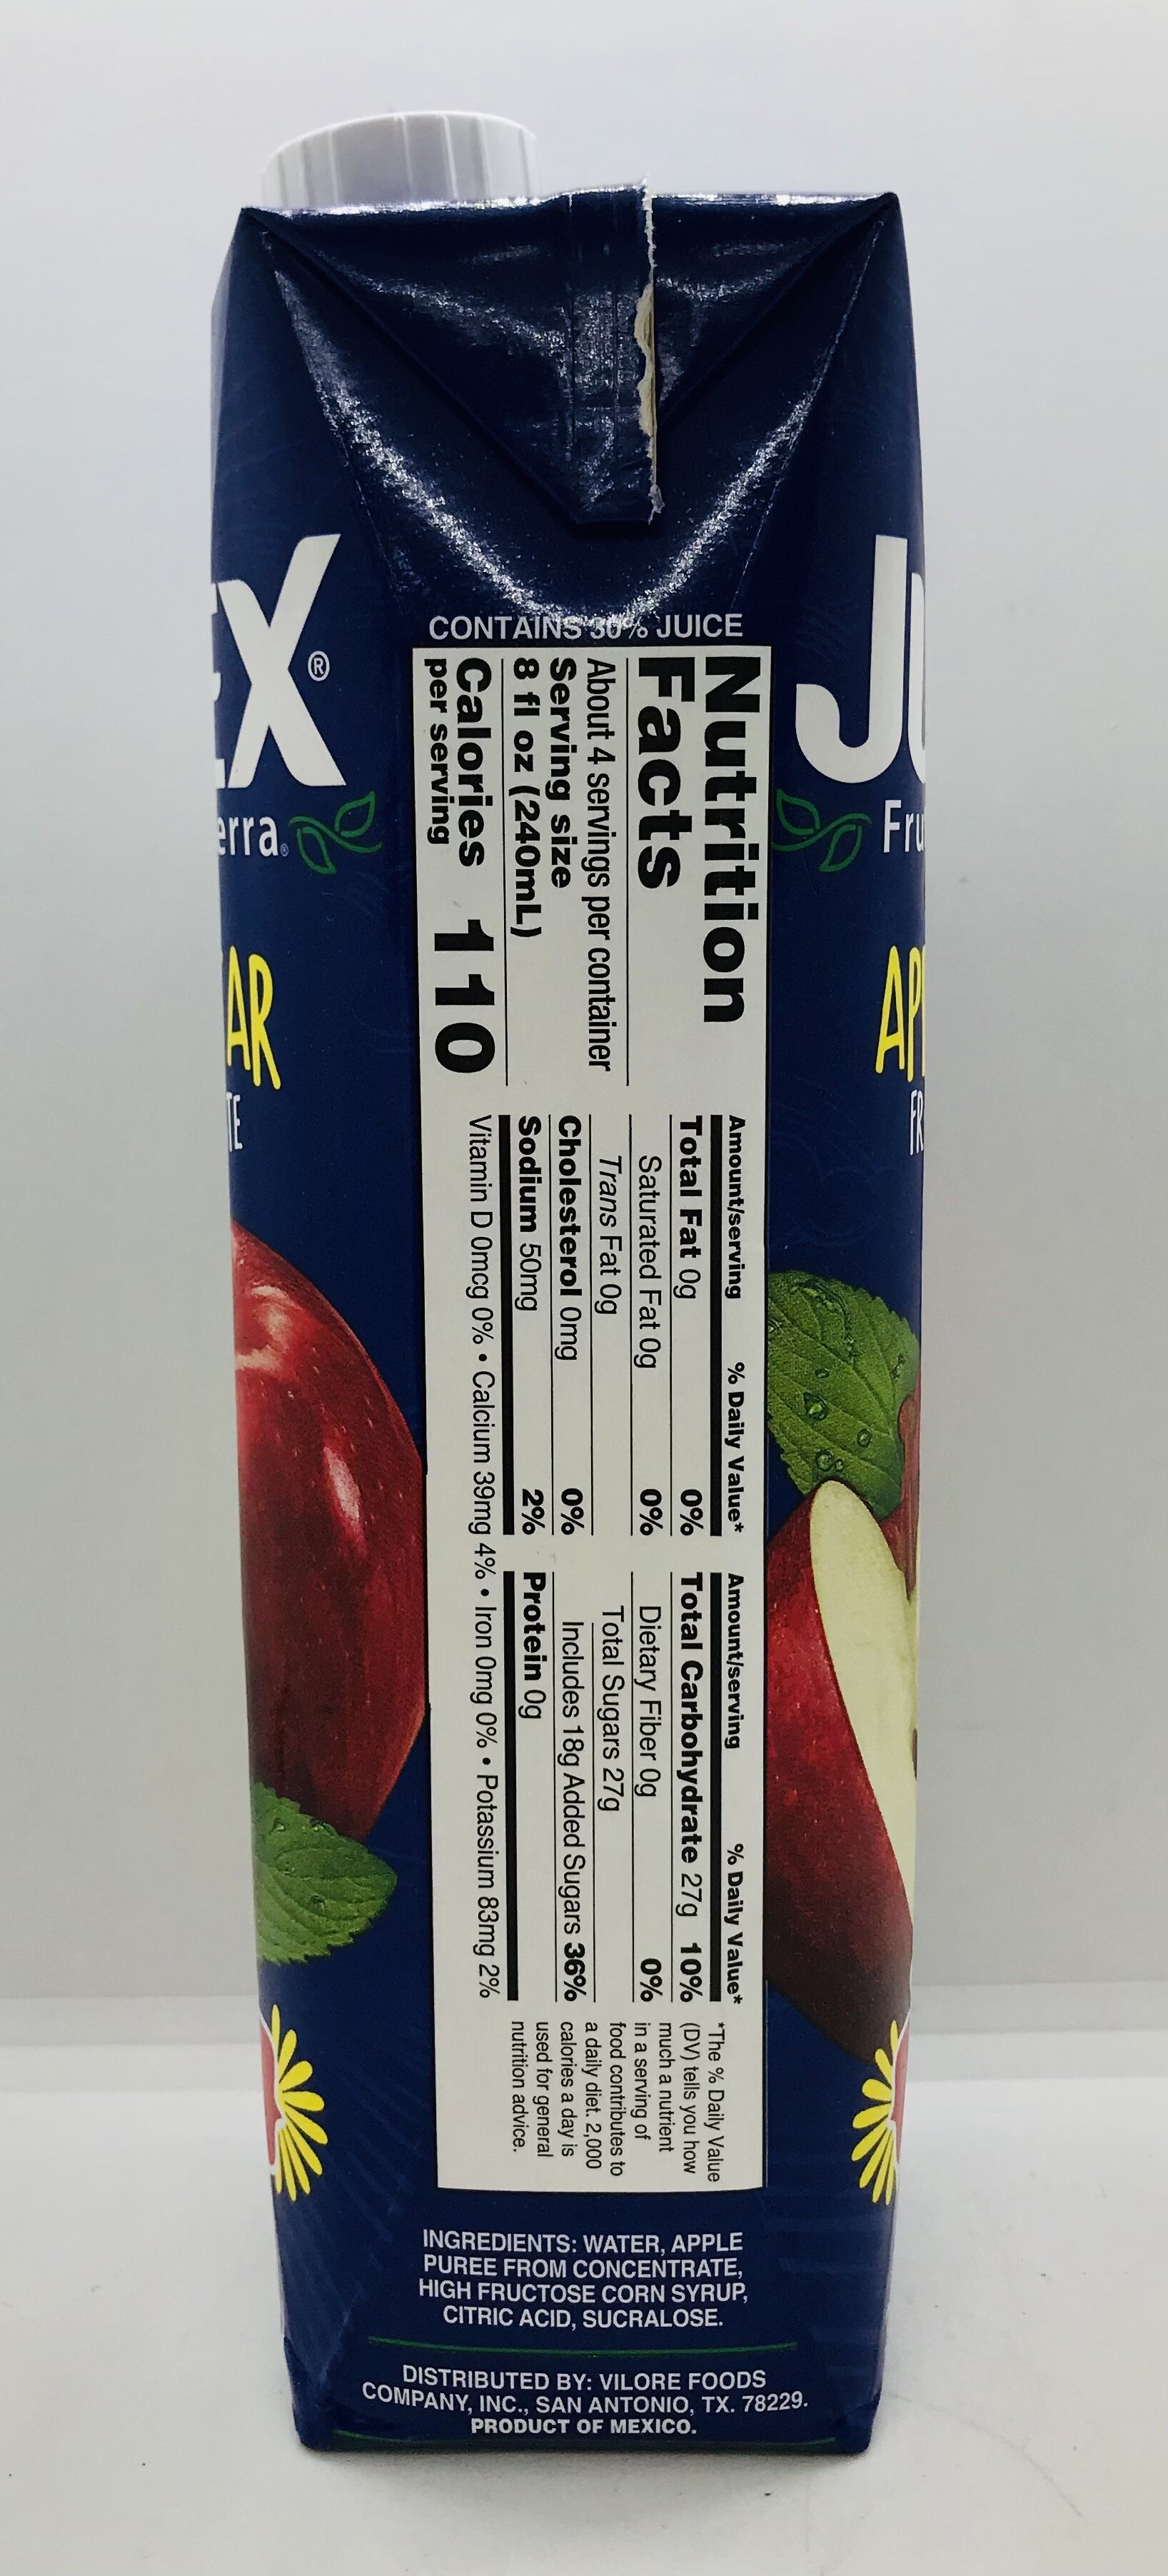 EX®
erra®
AR
TE
JU
Fru
APP
FR
CONTAINS 30% JUICE
Nutrition
Facts
About 4 servings per container
Serving size
8 fl oz (240mL)
Calories 110
per serving
Amount/serving % Daily Value*
Total Fat 0g 0%
Saturated Fat 0g 0%
Trans Fat 0g
Cholesterol 0mg 0%
Sodium 50mg 2%
Amount/serving % Daily Value*
Total Carbohydrate 27g 10%
Dietary Fiber 0g 0%
Total Sugars 27g
Includes 18g Added Sugars 36%
Protein 0g
Vitamin D 0mcg 0% • Calcium 39mg 4% • Iron 0mg 0% • Potassium 83mg 2%
*The % Daily Value
(DV) tells you how
much a nutrient
in a serving of
food contributes to
a daily diet. 2,000
calories a day is
used for general
nutrition advice.
INGREDIENTS: WATER, APPLE
PUREE FROM CONCENTRATE,
HIGH FRUCTOSE CORN SYRUP,
CITRIC ACID, SUCRALOSE.
DISTRIBUTED BY: VILORE FOODS
COMPANY, INC., SAN ANTONIO, TX. 78229.
PRODUCT OF MEXICO.